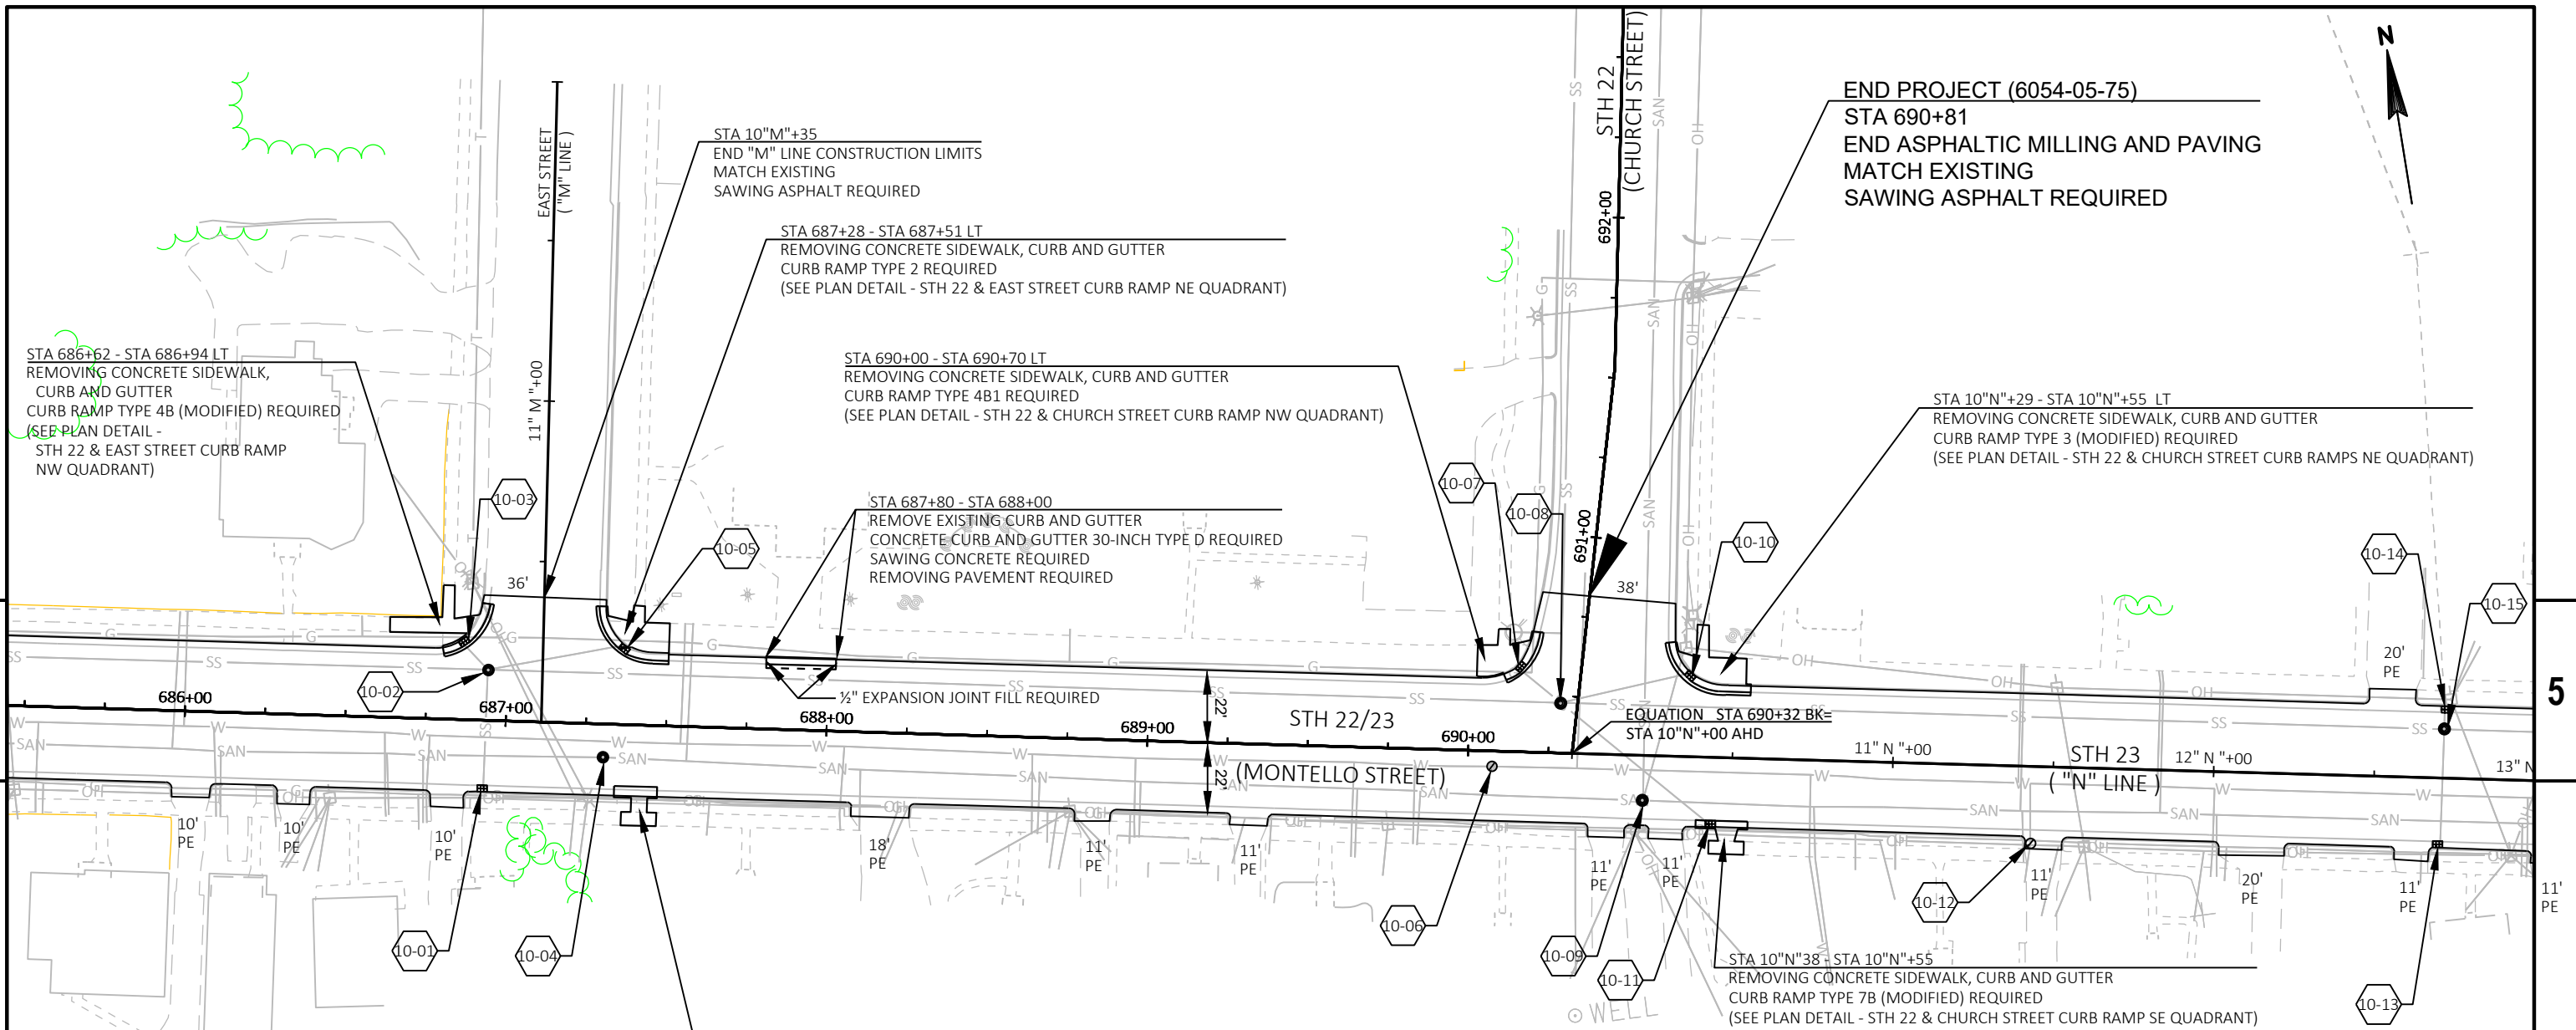 N
STH 22
(CHURCH STREET)
END PROJECT (6054-05-75)
STA 690+81
END ASPHALTIC MILLING AND PAVING
MATCH EXISTING
SAWING ASPHALT REQUIRED
EAST STREET
( "M" LINE )
STA 10"M"+35
END "M" LINE CONSTRUCTION LIMITS
MATCH EXISTING
SAWING ASPHALT REQUIRED
STA 687+28 - STA 687+51 LT
REMOVING CONCRETE SIDEWALK, CURB AND GUTTER
CURB RAMP TYPE 2 REQUIRED
(SEE PLAN DETAIL - STH 22 & EAST STREET CURB RAMP NE QUADRANT)
692+00
STA 686+62 - STA 686+94 LT
REMOVING CONCRETE SIDEWALK,
CURB AND GUTTER
CURB RAMP TYPE 4B (MODIFIED) REQUIRED
(SEE PLAN DETAIL -
STH 22 & EAST STREET CURB RAMP
NW QUADRANT)
11" M "+00
STA 690+00 - STA 690+70 LT
REMOVING CONCRETE SIDEWALK, CURB AND GUTTER
CURB RAMP TYPE 4B1 REQUIRED
(SEE PLAN DETAIL - STH 22 & CHURCH STREET CURB RAMP NW QUADRANT)
STA 10"N"+29 - STA 10"N"+55 LT
REMOVING CONCRETE SIDEWALK, CURB AND GUTTER
CURB RAMP TYPE 3 (MODIFIED) REQUIRED
(SEE PLAN DETAIL - STH 22 & CHURCH STREET CURB RAMPS NE QUADRANT)
STA 687+80 - STA 688+00
REMOVE EXISTING CURB AND GUTTER
CONCRETE CURB AND GUTTER 30-INCH TYPE D REQUIRED
SAWING CONCRETE REQUIRED
REMOVING PAVEMENT REQUIRED
10-03
10-05
10-07
10-08
691+00
10-10
10-14
10-15
36'
38'
20'
PE
10-02
½" EXPANSION JOINT FILL REQUIRED
686+00
687+00
688+00
689+00
690+00
22'
22'
STH 22/23
(MONTELLO STREET)
EQUATION STA 690+32 BK=
STA 10"N"+00 AHD
11" N "+00
STH 23
( "N" LINE )
12" N "+00
13" N
5
10'
PE
10'
PE
10'
PE
18'
PE
11'
PE
11'
PE
11'
PE
11'
PE
11'
PE
20'
PE
11'
PE
11'
PE
10-01
10-04
10-06
10-09
10-11
10-12
10-13
WELL
STA 10"N"38 - STA 10"N"+55
REMOVING CONCRETE SIDEWALK, CURB AND GUTTER
CURB RAMP TYPE 7B (MODIFIED) REQUIRED
(SEE PLAN DETAIL - STH 22 & CHURCH STREET CURB RAMP SE QUADRANT)